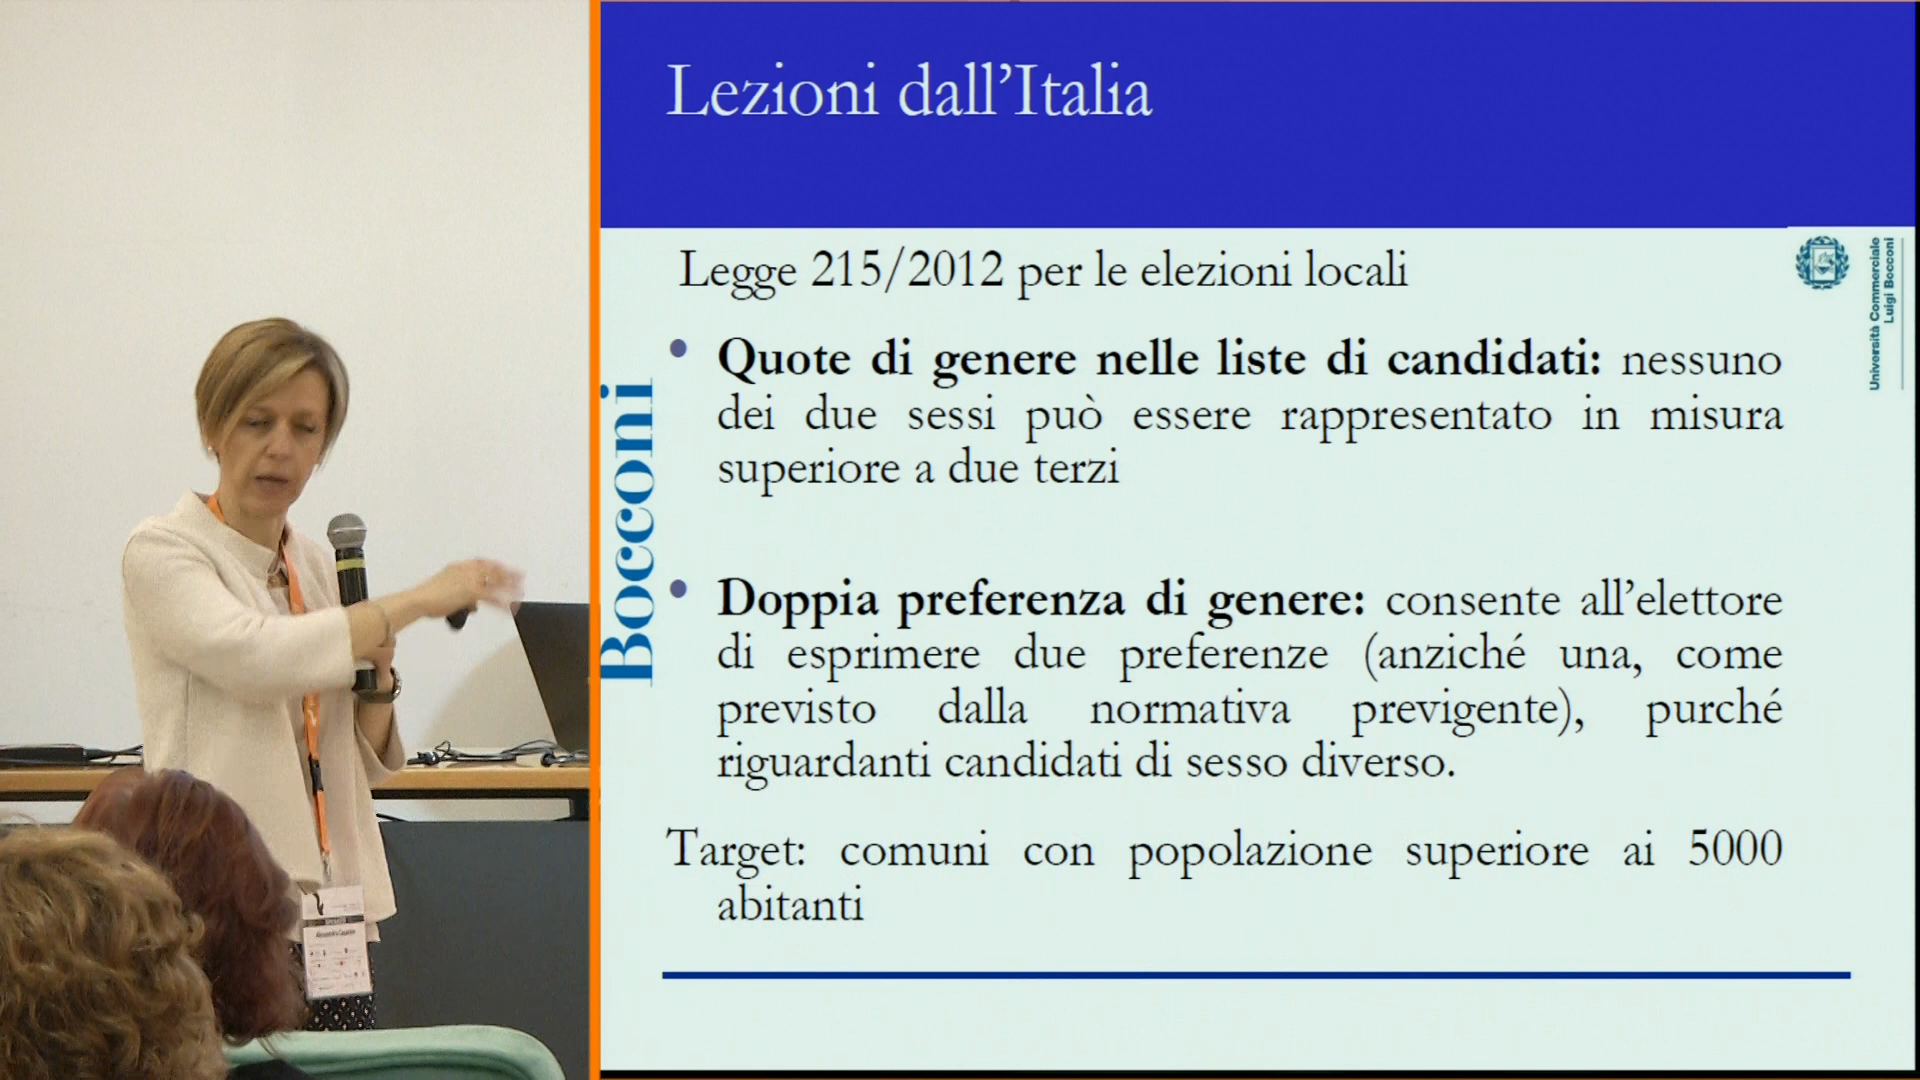 Lezioni dall'Italia
Legge 215/2012 per le elezioni locali
Università Commerciale
Luigi Bocconi
Bocconi
• Quote di genere nelle liste di candidati: nessuno
dei due sessi può essere rappresentato in misura
superiore a due terzi
• Doppia preferenza di genere: consente all'elettore
di esprimere due preferenze (anziché una, come
previsto dalla normativa previgente), purché
riguardanti candidati di sesso diverso.
Target: comuni con popolazione superiore ai 5000
abitanti